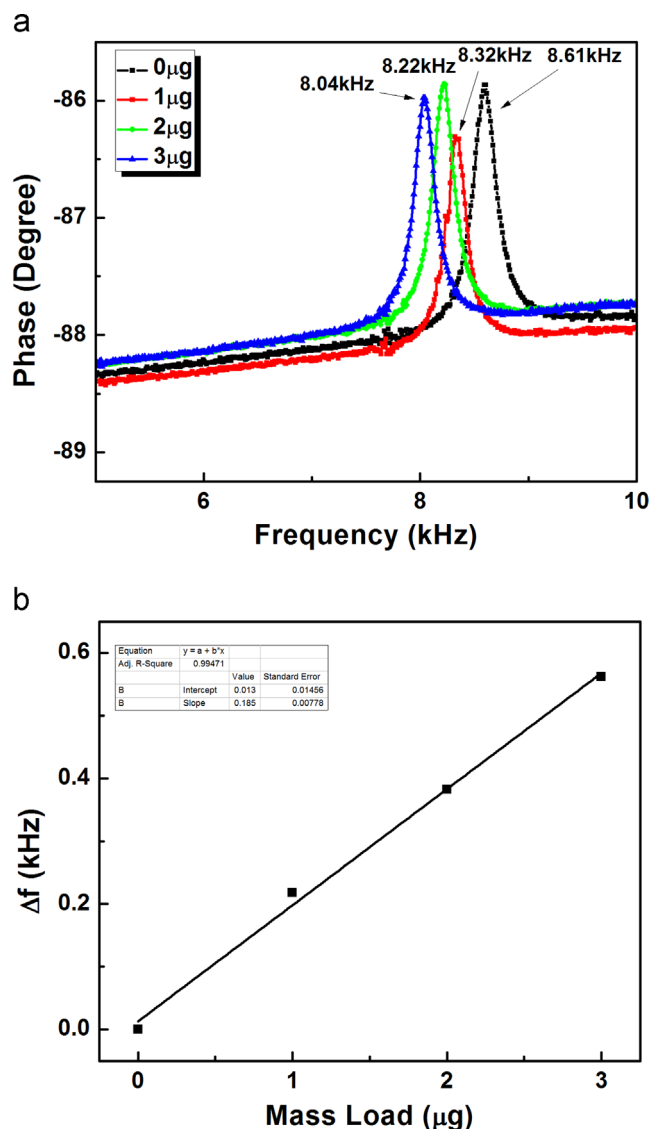 a
0μg
1μg
2μg
3μg
8.04kHz
8.22kHz
8.32kHz
8.61kHz
-86
-87
-88
-89
Phase (Degree)
6
8
10
Frequency (kHz)
b
Equation y = a + b*x
Adj. R-Square 0.99471
Value Standard Error
B Intercept 0.013 0.01456
B Slope 0.185 0.00778
0.6
0.4
0.2
0.0
Δf (kHz)
0
1
2
3
Mass Load (μg)